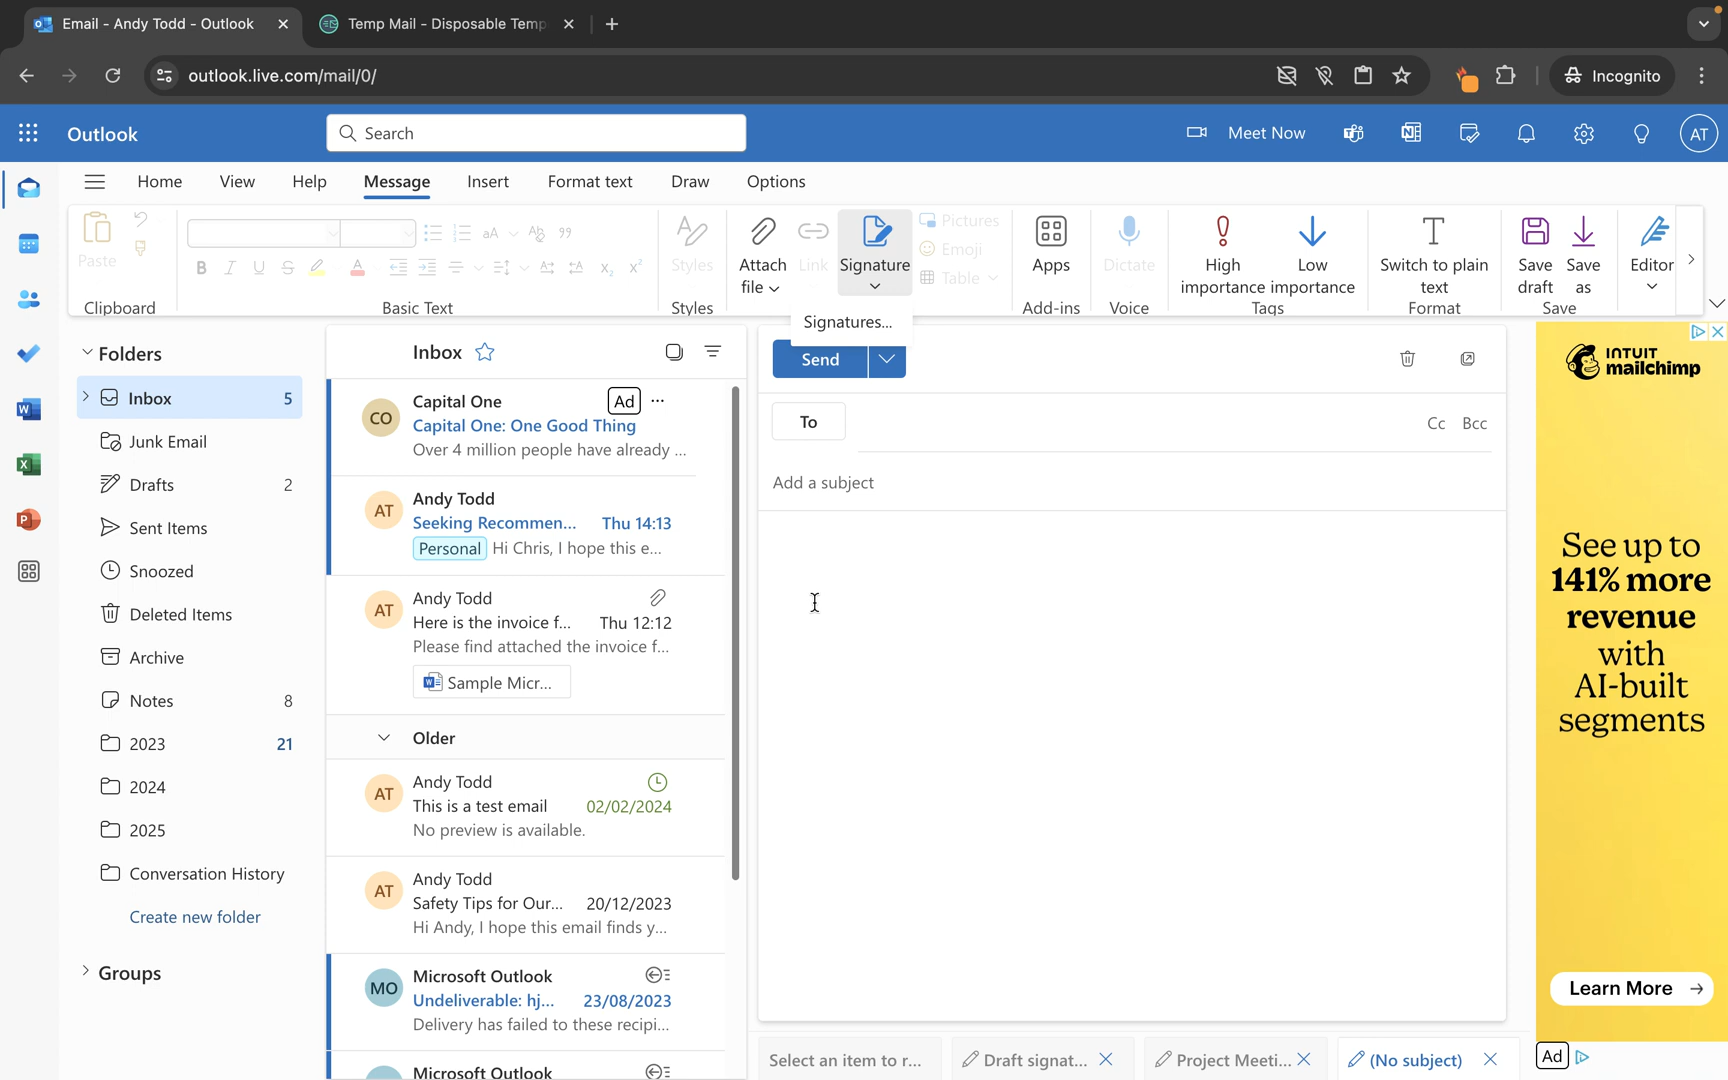 Email - Andy Todd - Outlook
Temp Mail - Disposable Temp
outlook.live.com/mail/0/
Incognito
Outlook
Search
Meet Now
AT
Home
View
Help
Message
Insert
Format text
Draw
Options
Paste
Clipboard
Basic Text
Styles
Styles
Attach file
Link
Signature
Pictures
Emoji
Table
Signatures...
Apps
Add-ins
Dictate
Voice
High importance
Low importance
Tags
Switch to plain text
Format
Save draft
Save as
Save
Editor
Folders
Inbox 5
Junk Email
Drafts 2
Sent Items
Snoozed
Deleted Items
Archive
Notes 8
2023 21
2024
2025
Conversation History
Create new folder
Groups
Inbox
CO
Capital One Ad ...
Capital One: One Good Thing
Over 4 million people have already ...
AT
Andy Todd
Seeking Recommen... Thu 14:13
Personal Hi Chris, I hope this e...
AT
Andy Todd
Here is the invoice f... Thu 12:12
Please find attached the invoice f...
Sample Micr...
Older
AT
Andy Todd
This is a test email 02/02/2024
No preview is available.
AT
Andy Todd
Safety Tips for Our... 20/12/2023
Hi Andy, I hope this email finds y...
MO
Microsoft Outlook
Undeliverable: hj... 23/08/2023
Delivery has failed to these recipi...
Microsoft Outlook
Send
To
Cc Bcc
Add a subject
Select an item to r...
Draft signat...
Project Meeti...
(No subject)
INTUIT
mailchimp
See up to
141% more
revenue
with
AI-built
segments
Learn More →
Ad